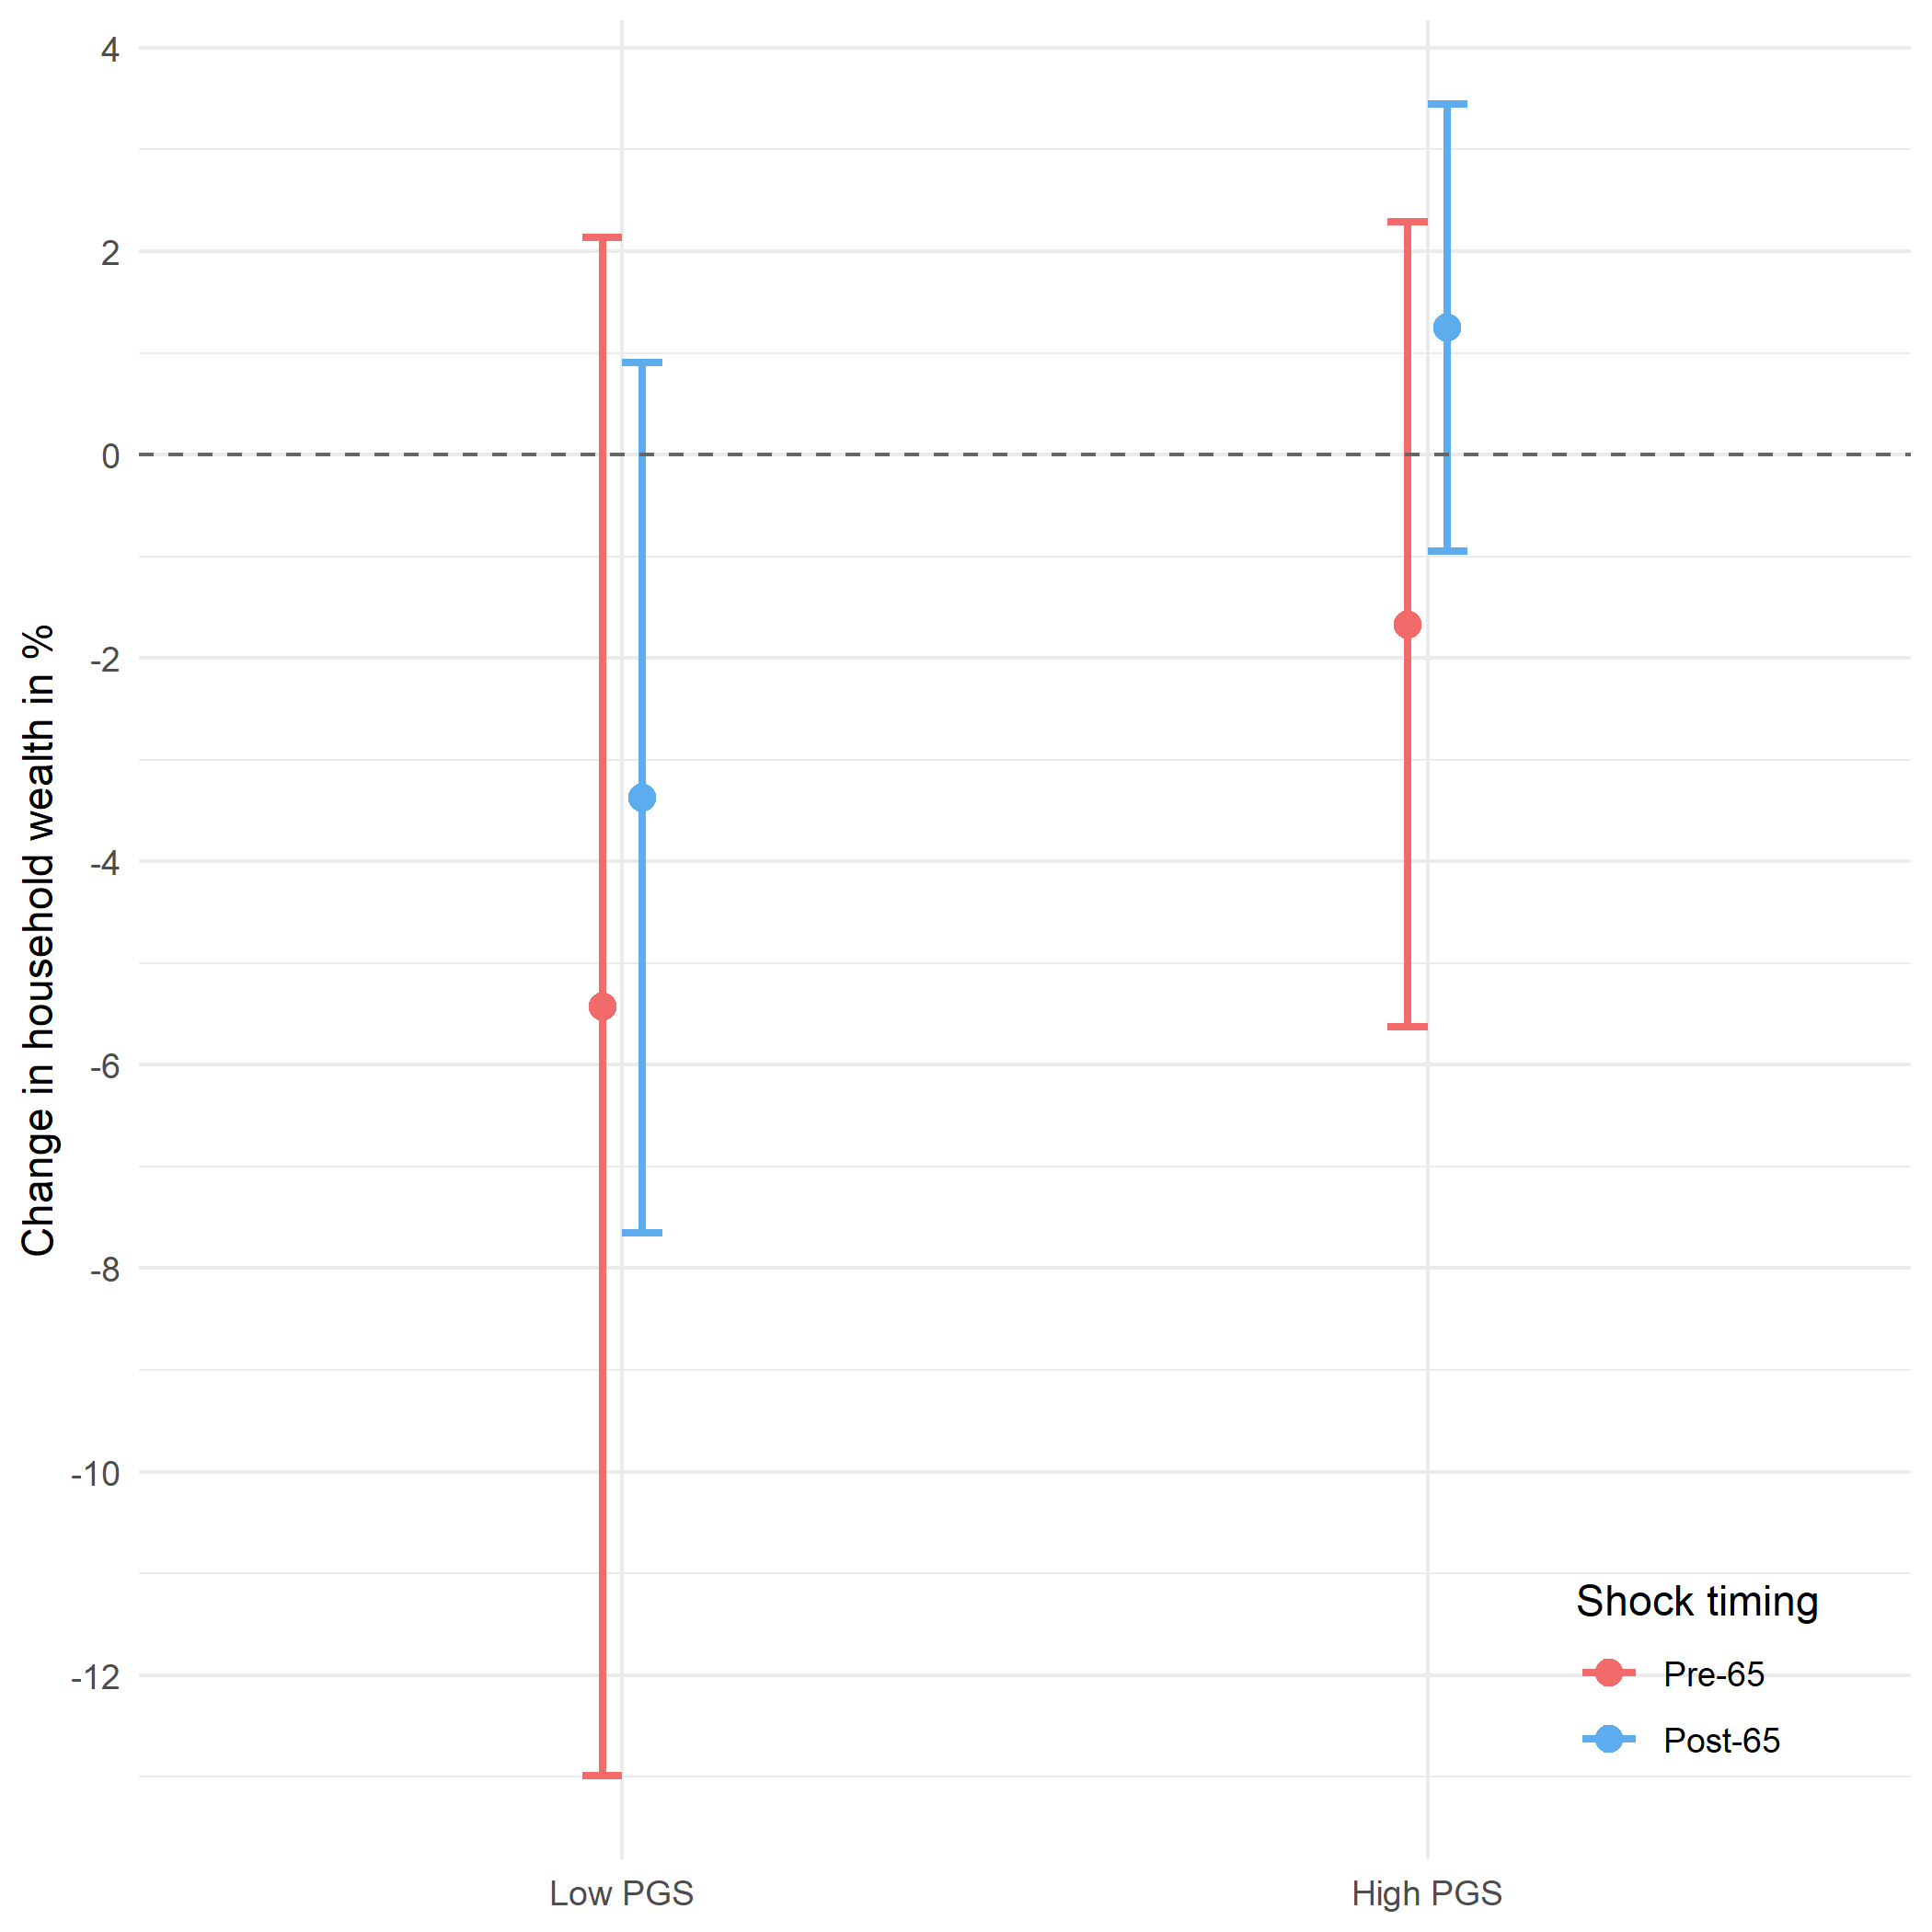 Change in household wealth in %
4
2
0
-2
-4
-6
-8
-10
-12
Low PGS
High PGS
Shock timing
Pre-65
Post-65